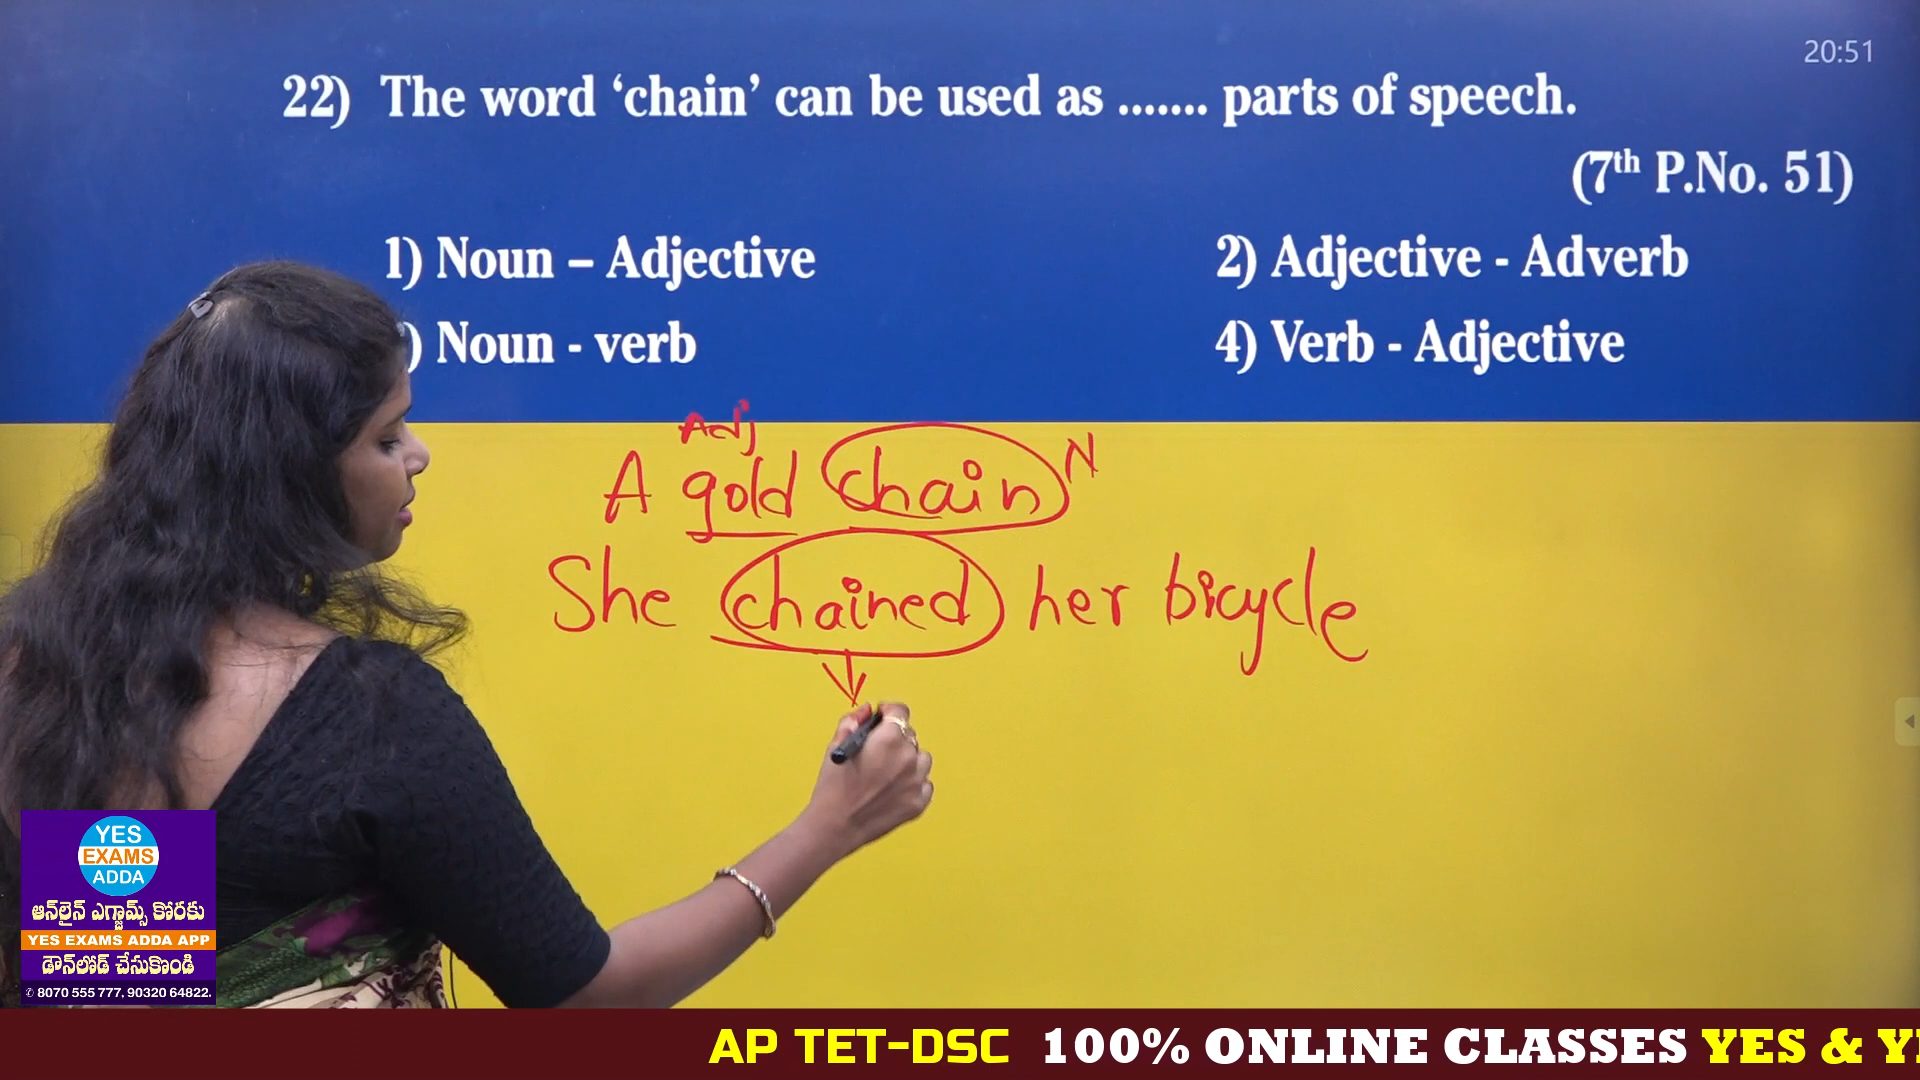 20:51
22) The word ‘chain’ can be used as ....... parts of speech.
(7th P.No. 51)
1) Noun – Adjective
2) Adjective - Adverb
) Noun - verb
4) Verb - Adjective
Adj
A gold chain N
She chained her bicycle
YES
EXAMS
ADDA
ఆన్‌లైన్ ఎగ్జామ్స్ కోరకు
YES EXAMS ADDA APP
డౌన్‌లోడ్ చేసుకొండి
✆ 8070 555 777, 90320 64822.
AP TET-DSC 100% ONLINE CLASSES YES &